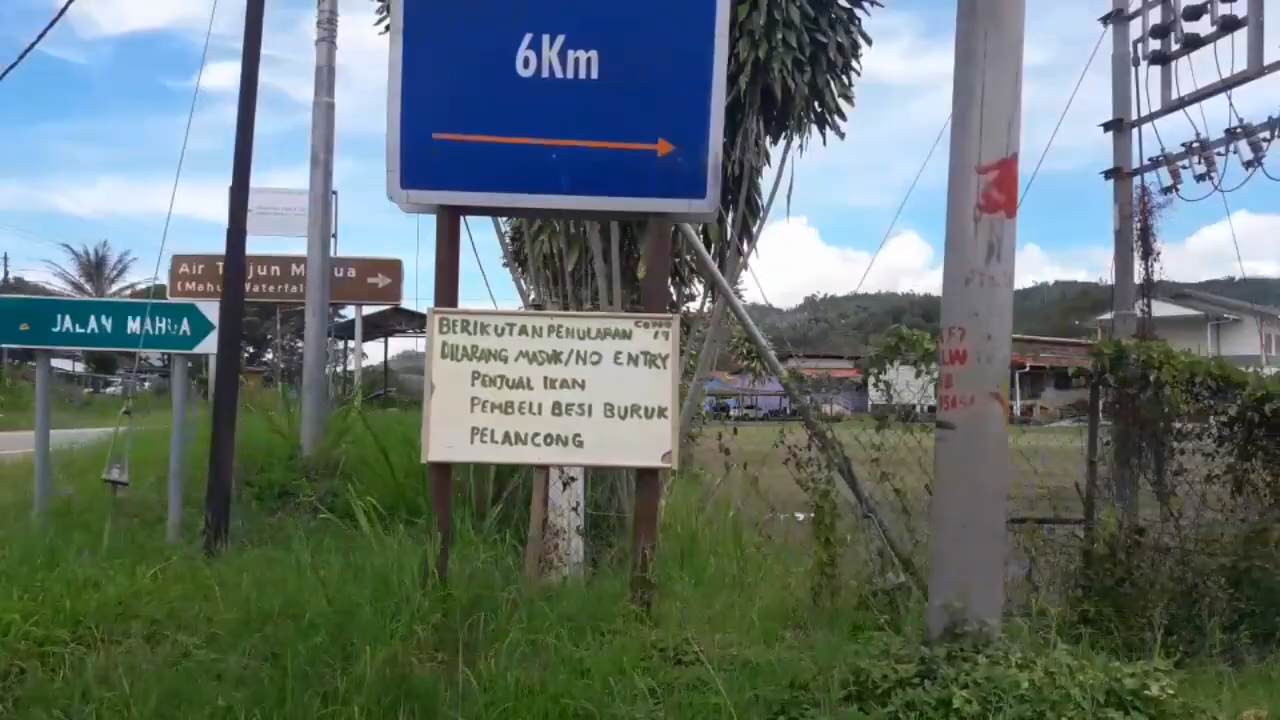 6Km
Air Terjun Mahua
(Mahua Waterfall
JALAN MAHUA
BERIKUTAN PENULARAN COVID 19
DILARANG MASUK/NO ENTRY
PENJUAL IKAN
PEMBELI BESI BURUK
PELANCONG